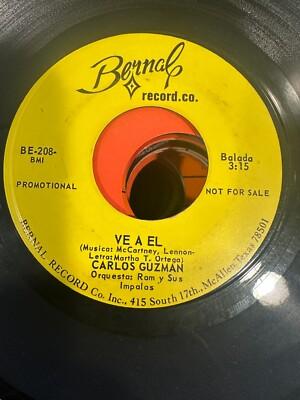 Bernal
record.co.
BE-208-
BMI
Balada
3:15
PROMOTIONAL
NOT FOR SALE
VE A EL
(Musica: McCartney, Lennon-
Letra: Martha T. Ortega)
CARLOS GUZMAN
Orquesta: Rom y Sus
Impalas
BERNAL RECORD Co. Inc., 415 South 17th., McAllen, Texas 78501